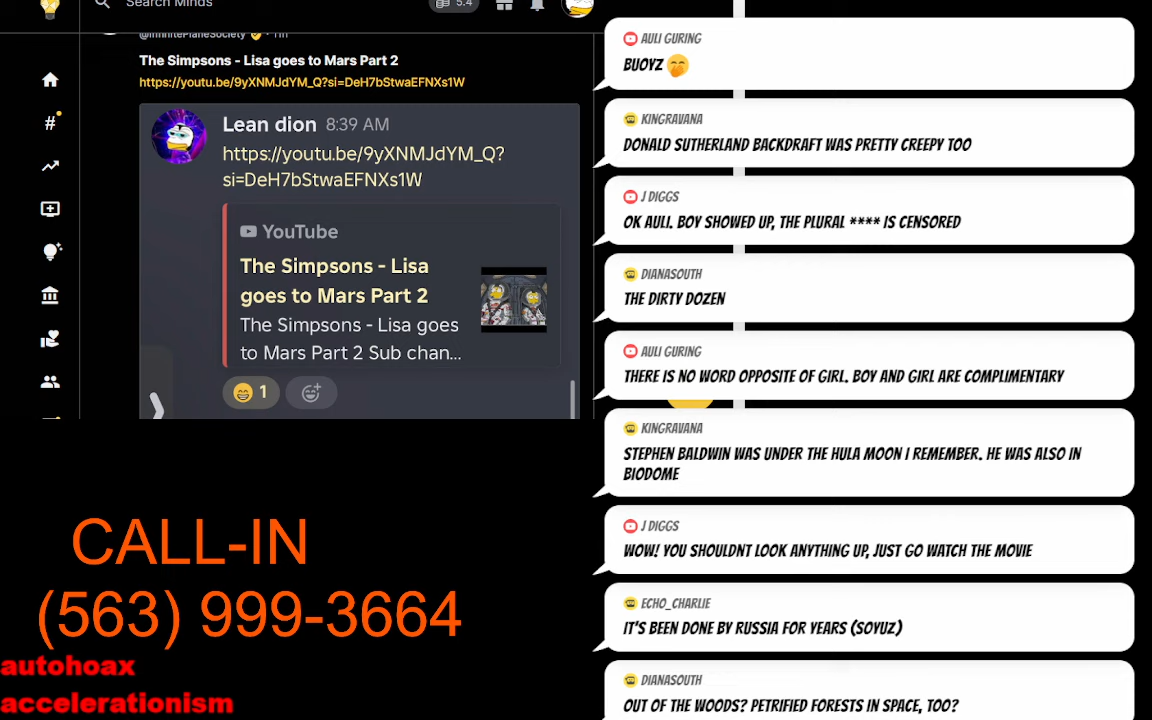 Search Minds
5.4
@InfinitePlaneSociety · 11m
The Simpsons - Lisa goes to Mars Part 2
https://youtu.be/9yXNMJdYM_Q?si=DeH7bStwaEFNXs1W
Lean dion 8:39 AM
https://youtu.be/9yXNMJdYM_Q?
si=DeH7bStwaEFNXs1W
YouTube
The Simpsons - Lisa
goes to Mars Part 2
The Simpsons - Lisa goes
to Mars Part 2 Sub chan...
1
CALL-IN
(563) 999-3664
autohoax
accelerationism
AULI GURING
BUOYZ 🤭
KINGRAVANA
DONALD SUTHERLAND BACKDRAFT WAS PRETTY CREEPY TOO
J DIGGS
OK AULI. BOY SHOWED UP, THE PLURAL **** IS CENSORED
DIANASOUTH
THE DIRTY DOZEN
AULI GURING
THERE IS NO WORD OPPOSITE OF GIRL. BOY AND GIRL ARE COMPLIMENTARY
KINGRAVANA
STEPHEN BALDWIN WAS UNDER THE HULA MOON I REMEMBER. HE WAS ALSO IN
BIODOME
J DIGGS
WOW! YOU SHOULDNT LOOK ANYTHING UP, JUST GO WATCH THE MOVIE
ECHO_CHARLIE
IT'S BEEN DONE BY RUSSIA FOR YEARS (SOYUZ)
DIANASOUTH
OUT OF THE WOODS? PETRIFIED FORESTS IN SPACE, TOO?